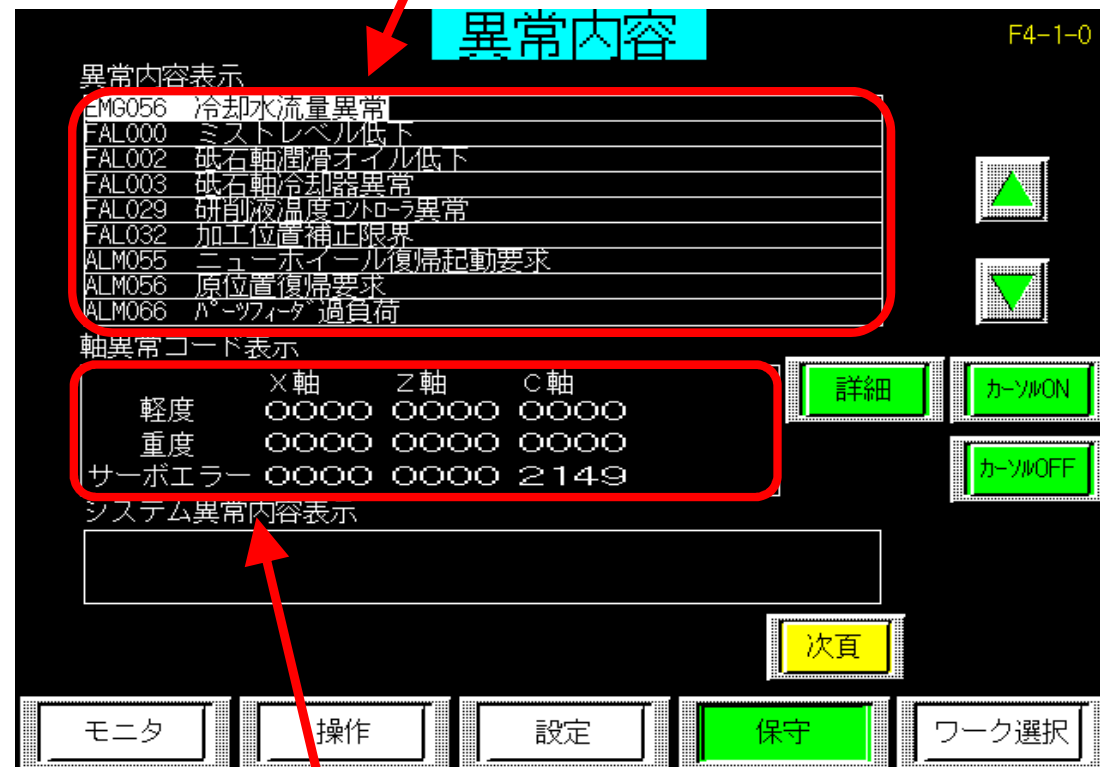 異常内容
F4-1-0
異常内容表示
EMG056 冷却水流量異常
FAL000 ミストレベル低下
FAL002 砥石軸潤滑オイル低下
FAL003 砥石軸冷却器異常
FAL029 研削液温度ｺﾝﾄﾛｰﾗ異常
FAL032 加工位置補正限界
ALM055 ニューホイール復帰起動要求
ALM056 原位置復帰要求
ALM066 ﾊﾟｰﾂﾌｨｰﾀﾞ過負荷
軸異常コード表示
X軸 Z軸 C軸
軽度 0000 0000 0000
重度 0000 0000 0000
サーボエラー 0000 0000 2149
詳細
ｶｰｿﾙON
ｶｰｿﾙOFF
システム異常内容表示
次頁
モニタ 操作 設定 保守 ワーク選択